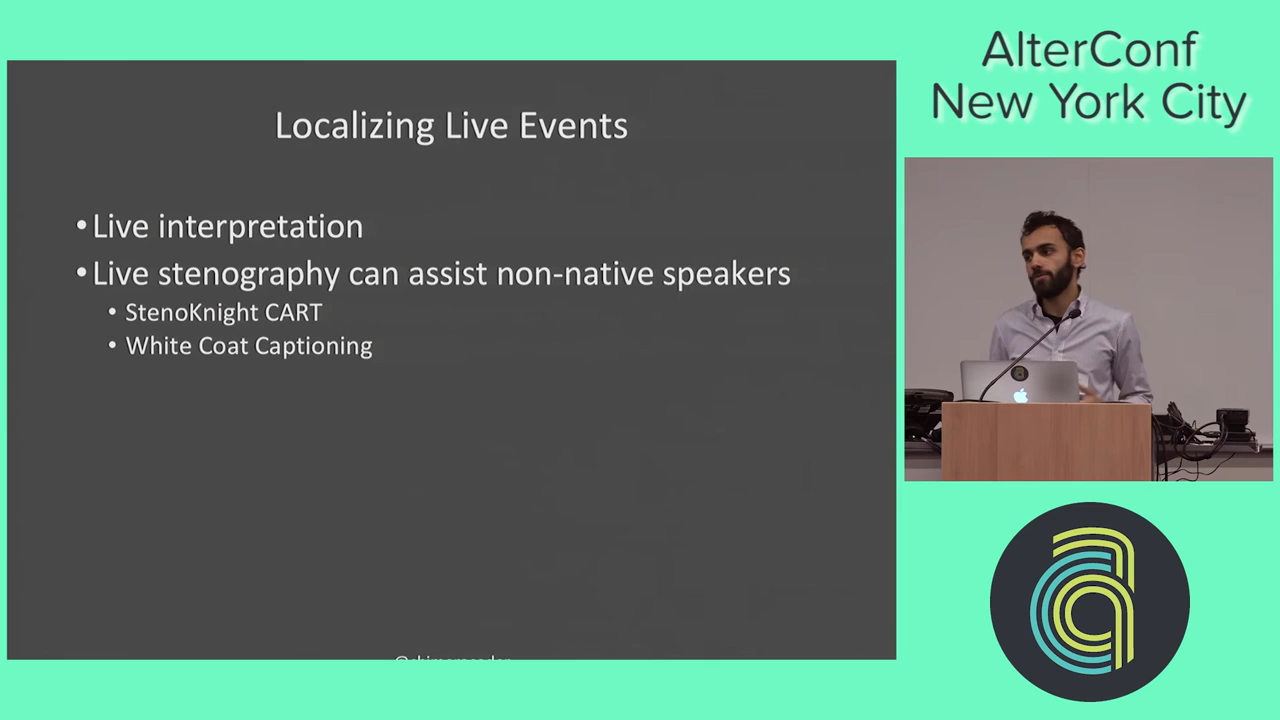 AlterConf
New York City
Localizing Live Events
•Live interpretation
•Live stenography can assist non-native speakers
• StenoKnight CART
• White Coat Captioning